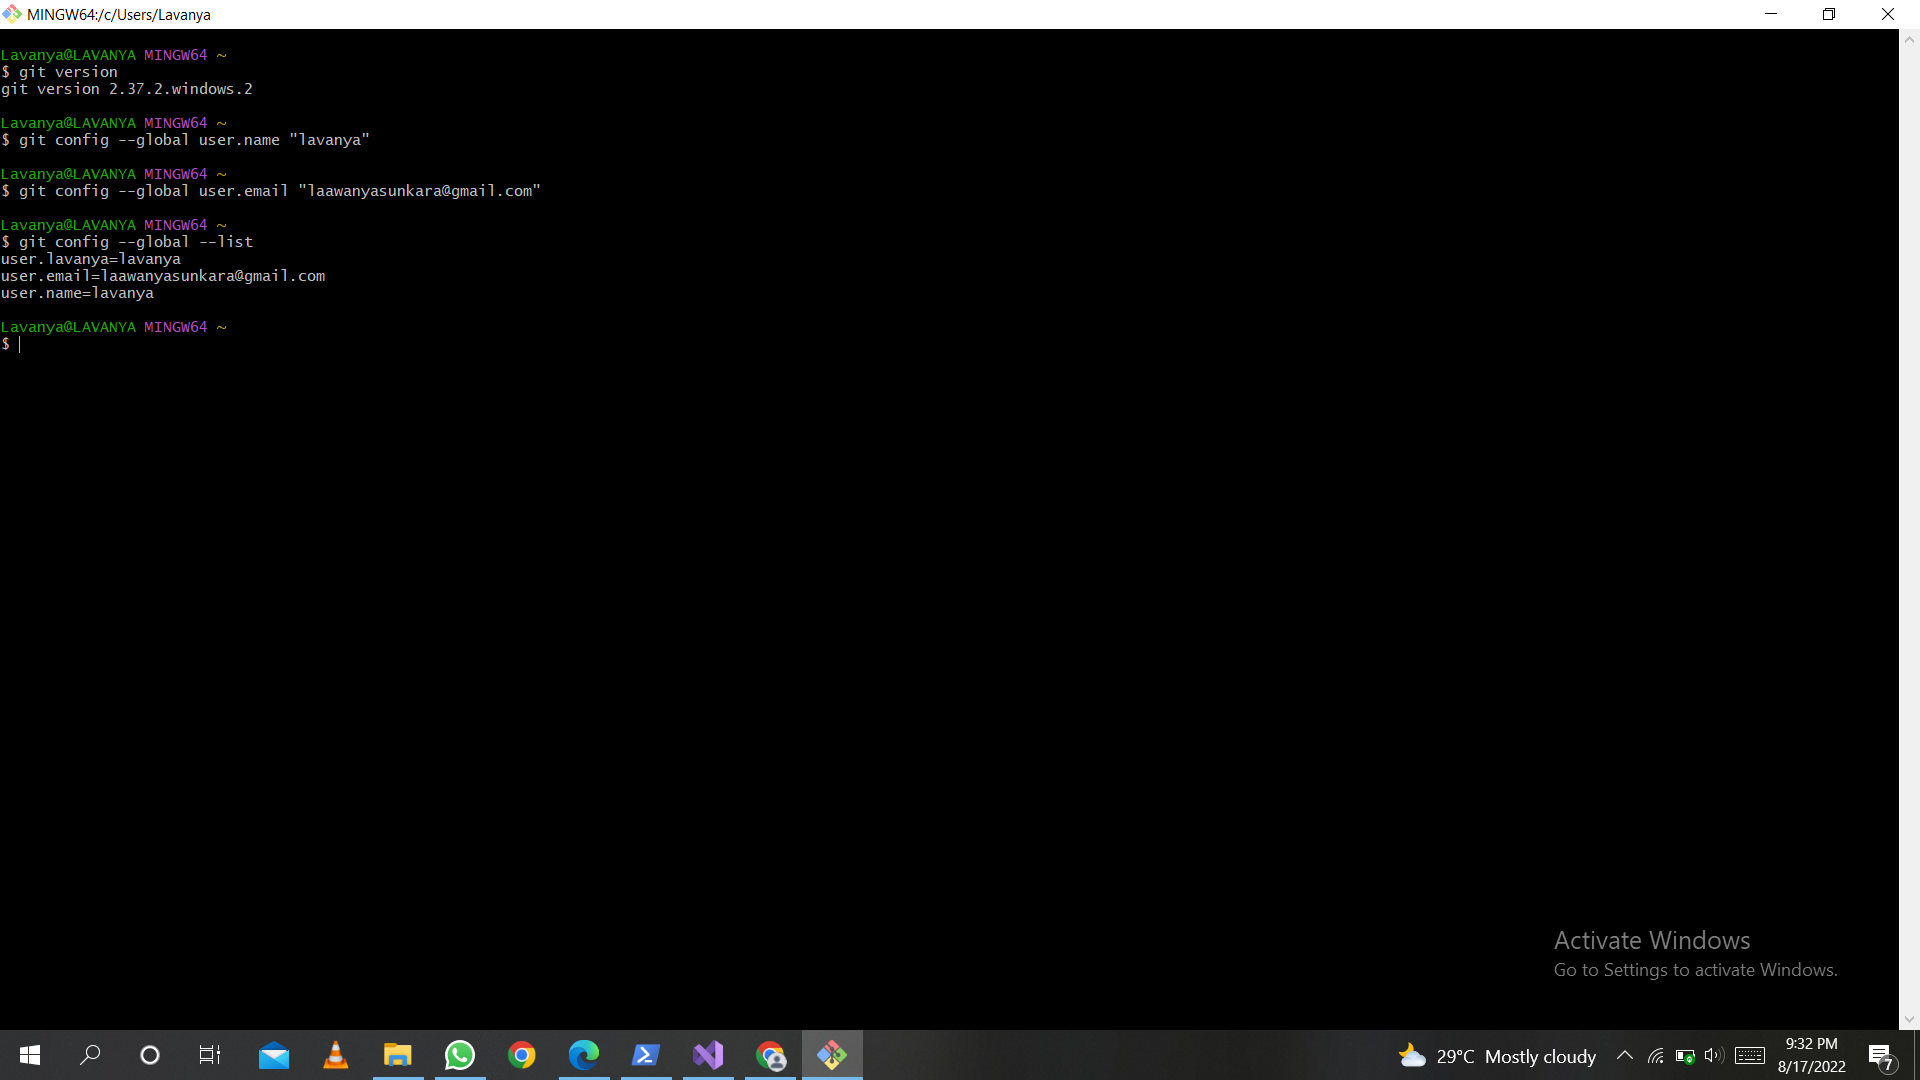 MINGW64:/c/Users/Lavanya
Lavanya@LAVANYA MINGW64 ~
$ git version
git version 2.37.2.windows.2
Lavanya@LAVANYA MINGW64 ~
$ git config --global user.name "lavanya"
Lavanya@LAVANYA MINGW64 ~
$ git config --global user.email "laawanyasunkara@gmail.com"
Lavanya@LAVANYA MINGW64 ~
$ git config --global --list
user.lavanya=lavanya
user.email=laawanyasunkara@gmail.com
user.name=lavanya
Lavanya@LAVANYA MINGW64 ~
$
Activate Windows
Go to Settings to activate Windows.
29°C Mostly cloudy
9:32 PM
8/17/2022
7